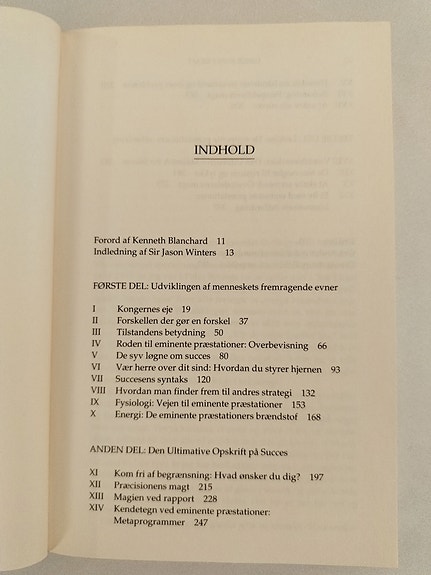 INDHOLD
Forord af Kenneth Blanchard 11
Indledning af Sir Jason Winters 13
FØRSTE DEL: Udviklingen af menneskets fremragende evner
I Kongernes eje 19
II Forskellen der gør en forskel 37
III Tilstandens betydning 50
IV Roden til eminente præstationer: Overbevisning 66
V De syv løgne om succes 80
VI Vær herre over dit sind: Hvordan du styrer hjernen 93
VII Succesens syntaks 120
VIII Hvordan man finder frem til andres strategi 132
IX Fysiologi: Vejen til eminente præstationer 153
X Energi: De eminente præstationers brændstof 168
ANDEN DEL: Den Ultimative Opskrift på Succes
XI Kom fri af begrænsning: Hvad ønsker du dig? 197
XII Præcisionens magt 215
XIII Magien ved rapport 228
XIV Kendetegn ved eminente præstationer:
Metaprogrammer 247